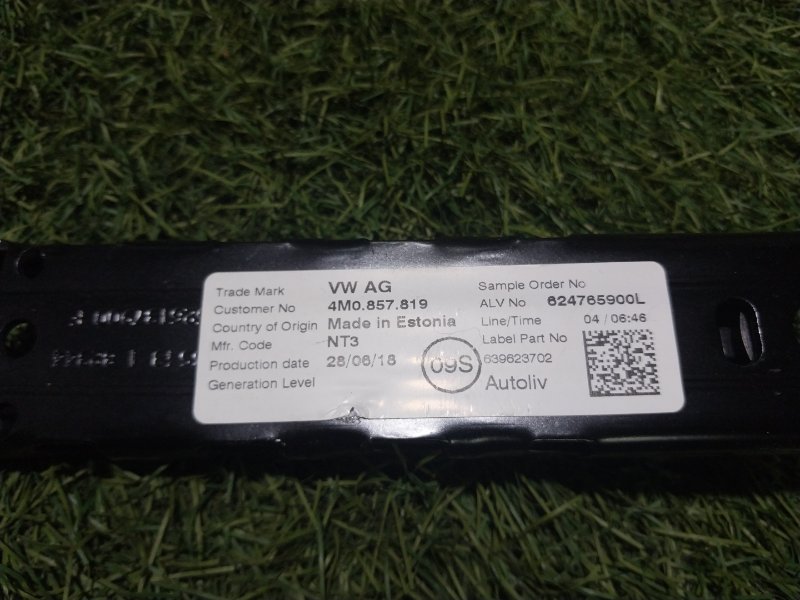 Trade Mark VW AG
Customer No 4M0.857.819
Country of Origin Made in Estonia
Mfr. Code NT3
Production date 28/06/18
Generation Level
09S
Sample Order No
ALV No 624765900L
Line/Time 04 / 06:46
Label Part No
639623702
Autoliv